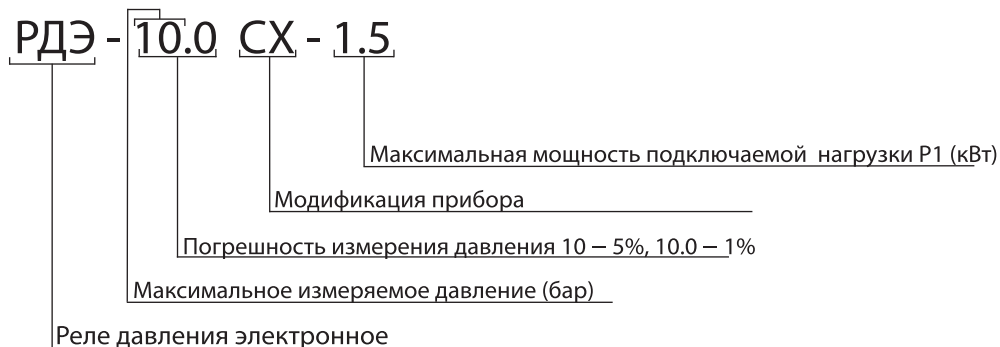 РДЭ - 10.0 СХ - 1.5
Максимальная мощность подключаемой нагрузки P1 (кВт)
Модификация прибора
Погрешность измерения давления 10 – 5%, 10.0 – 1%
Максимальное измеряемое давление (бар)
Реле давления электронное